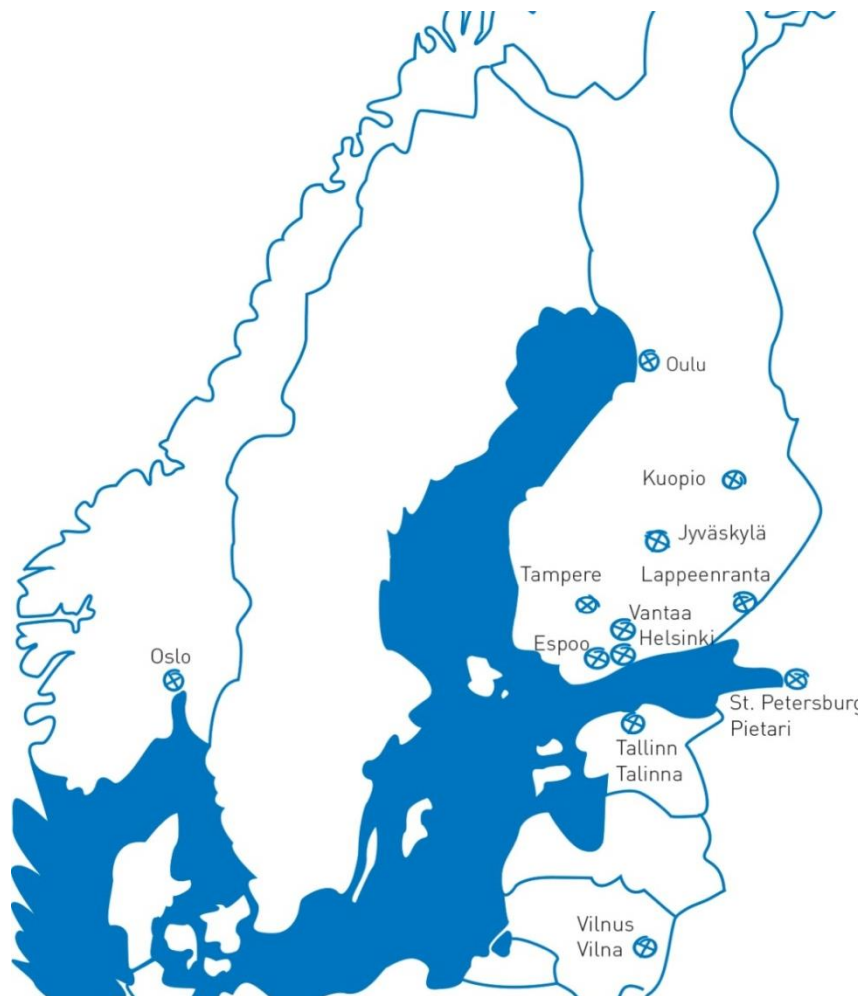 Oulu
Kuopio
Jyväskylä
Tampere
Lappeenranta
Vantaa
Helsinki
Espoo
Oslo
St. Petersburg
Pietari
Tallinn
Talinna
Vilnus
Vilna